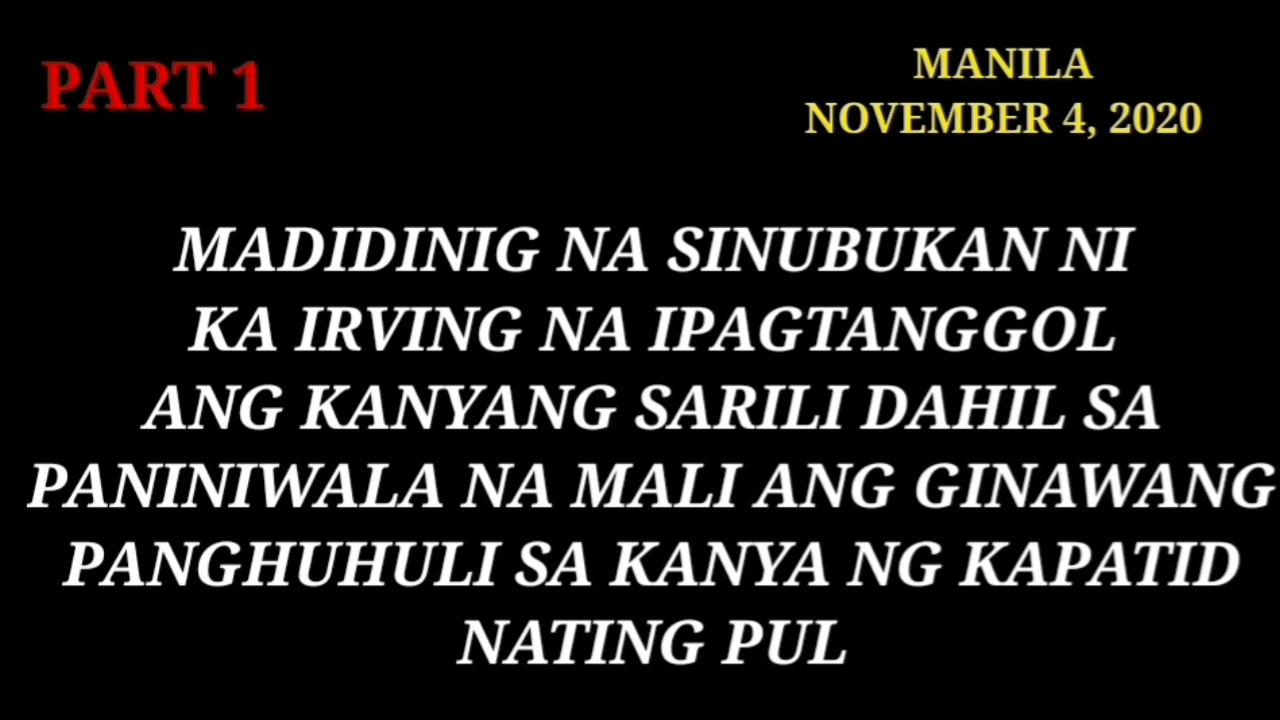 PART 1
MANILA
NOVEMBER 4, 2020
MADIDINIG NA SINUBUKAN NI
KA IRVING NA IPAGTANGGOL
ANG KANYANG SARILI DAHIL SA
PANINIWALA NA MALI ANG GINAWANG
PANGHUHULI SA KANYA NG KAPATID
NATING PUL